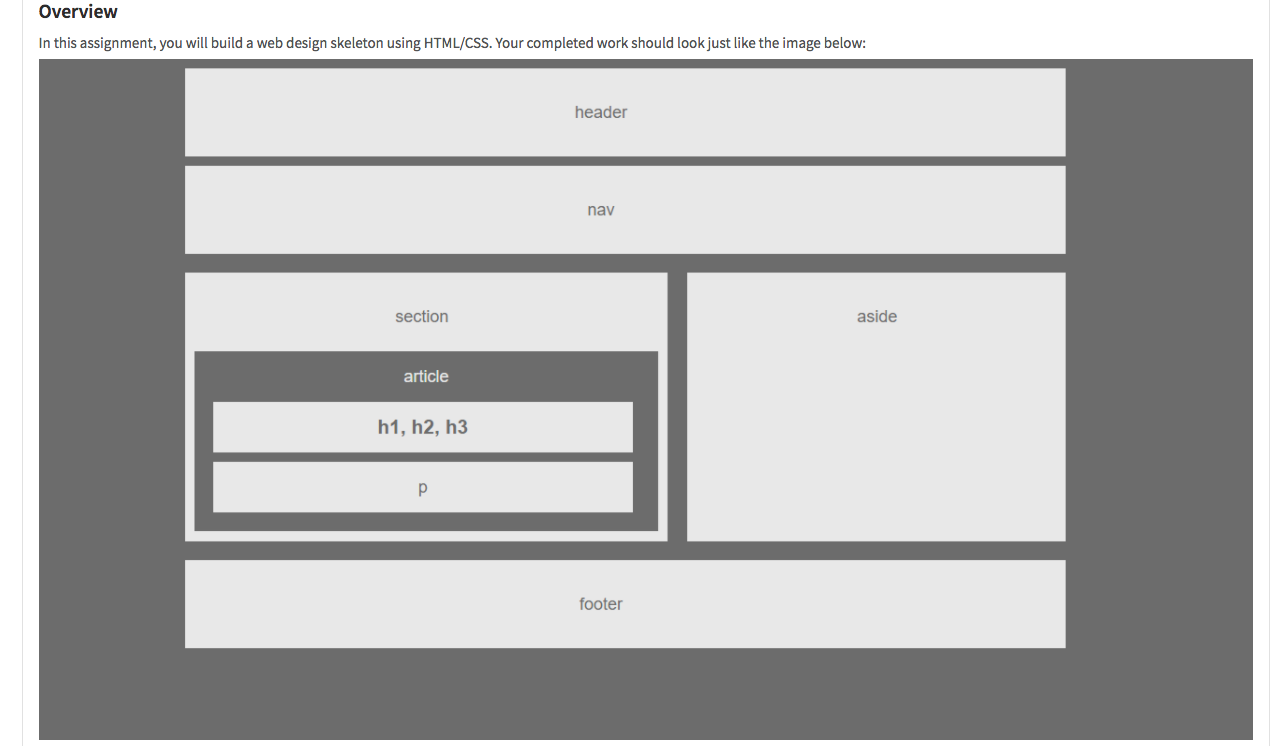 Overview
In this assignment, you will build a web design skeleton using HTML/CSS. Your completed work should look just like the image below:
header
nav
section
article
h1, h2, h3
p
aside
footer